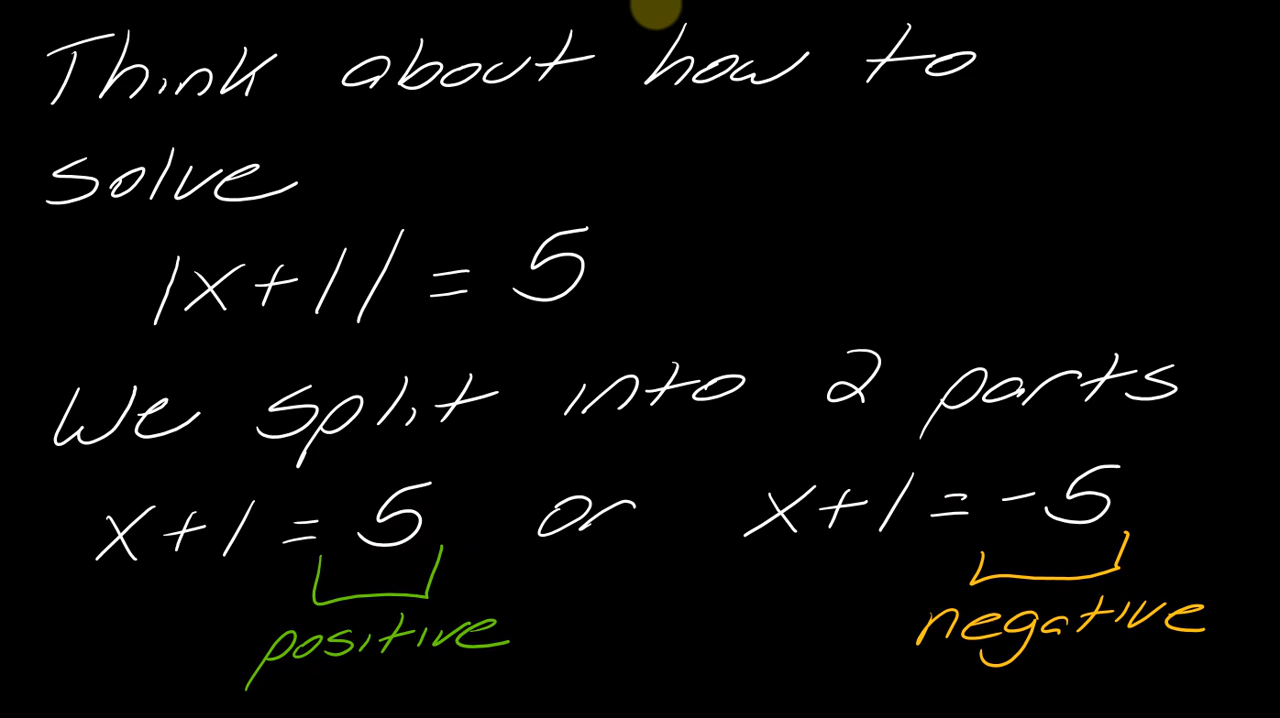 Think about how to
solve
|x+1| = 5
We split into 2 parts
x+1 = 5 or x+1 = -5
positive negative